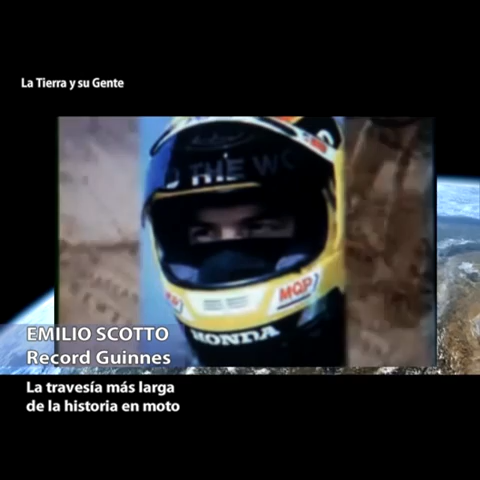 La Tierra y su Gente
THE WO
MQP
HONDA
EMILIO SCOTTO
Record Guinnes
La travesía más larga
de la historia en moto